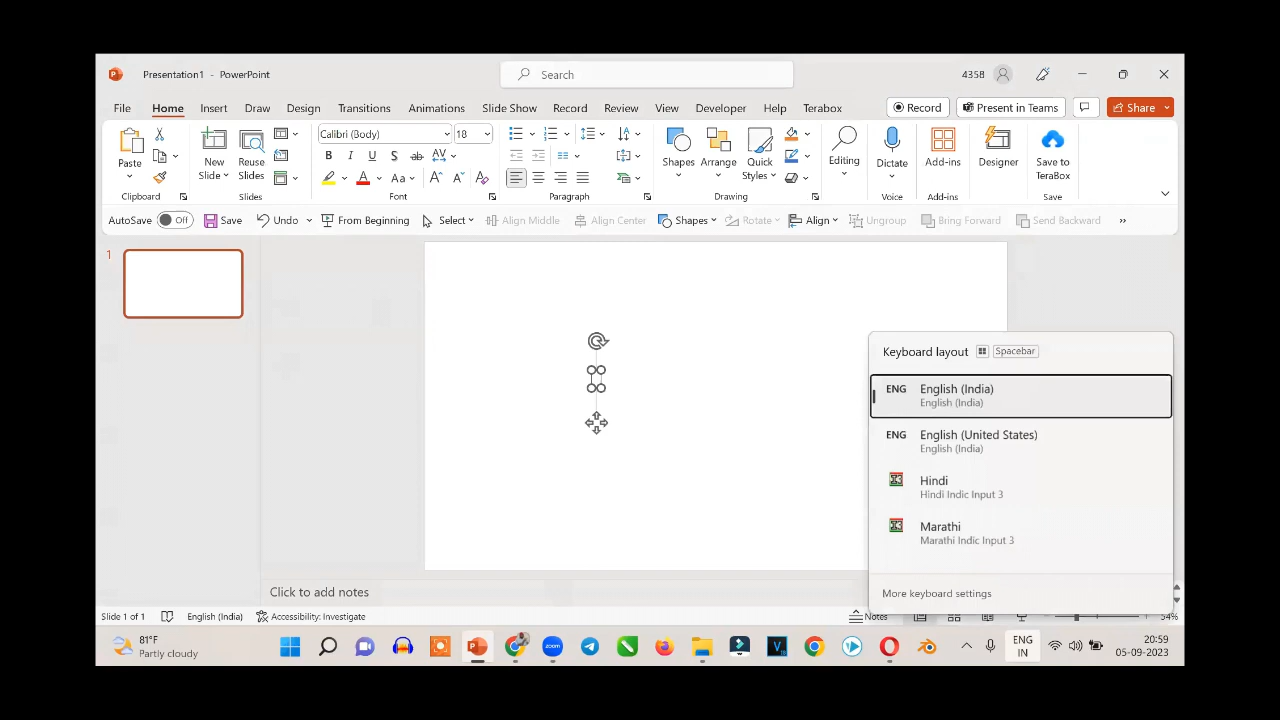 Presentation1 - PowerPoint
Search
4358
File Home Insert Draw Design Transitions Animations Slide Show Record Review View Developer Help Terabox
Record Present in Teams Share
Calibri (Body) 18
Paste New Slide Reuse Slides
B I U S ab AV
Aa A A A
Shapes Arrange Quick Styles Editing Dictate Add-ins Designer Save to TeraBox
Clipboard Slides Font Paragraph Drawing Voice Add-ins Save
AutoSave Off Save Undo From Beginning Select Align Middle Align Center Shapes Rotate Align Ungroup Bring Forward Send Backward
1
Keyboard layout Spacebar
ENG English (India)
English (India)
ENG English (United States)
English (India)
Hindi
Hindi Indic Input 3
Marathi
Marathi Indic Input 3
More keyboard settings
Click to add notes
Slide 1 of 1 English (India) Accessibility: Investigate Notes 54%
81°F
Partly cloudy
zoom
ENG
IN
20:59
05-09-2023